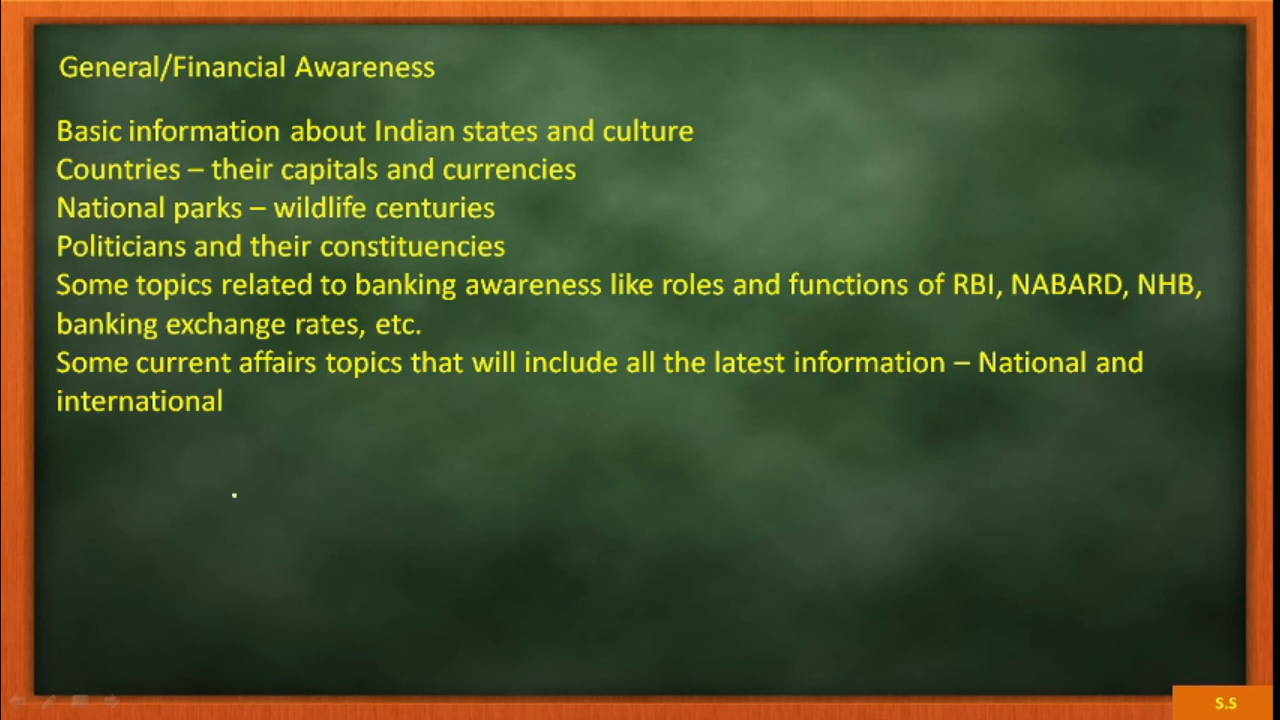 General/Financial Awareness
Basic information about Indian states and culture
Countries – their capitals and currencies
National parks – wildlife centuries
Politicians and their constituencies
Some topics related to banking awareness like roles and functions of RBI, NABARD, NHB,
banking exchange rates, etc.
Some current affairs topics that will include all the latest information – National and
international
S.S